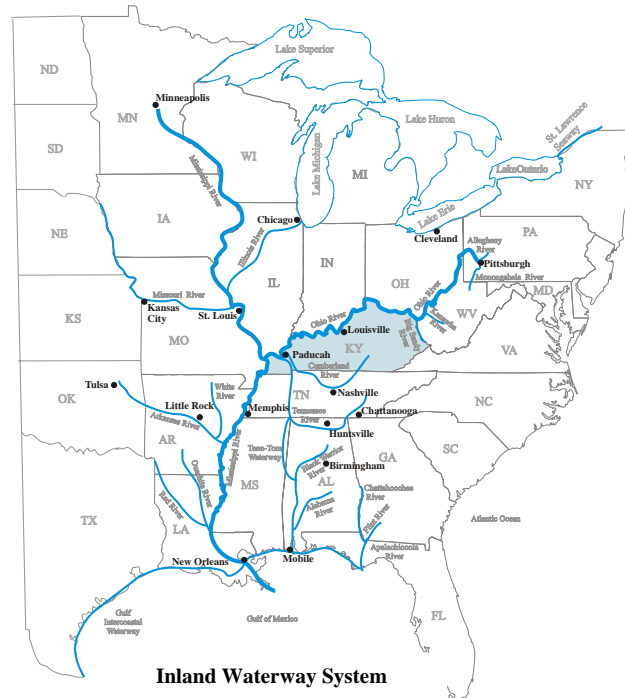 Lake Superior
ND
Minneapolis
MN
Lake Huron
St. Lawrence
Seaway
SD
WI
Mississippi River
Lake Michigan
MI
LakeOntario
NY
IA
Chicago
Lake Erie
NE
Cleveland
PA
Allegheny
River
Illinois River
IN
OH
Pittsburgh
Monongahela River
Missouri River
IL
Ohio River
MD
KS
Kansas
City
St. Louis
Ohio River
WV
Kanawha
River
Louisville
Big Sandy
River
MO
Paducah
KY
VA
Cumberland
River
Tulsa
White
River
TN
Nashville
OK
Little Rock
Memphis
Tennessee
River
Chattanooga
NC
Arkansas River
Huntsville
AR
Mississippi River
Tenn-Tom
Waterway
Black Warrior
River
Birmingham
GA
SC
Ouachita River
MS
AL
Chattahoochee
River
Red River
Alabama
River
TX
Flint River
Atlantic Ocean
LA
New Orleans
Mobile
Apalachicola
River
Gulf
Intercoastal
Waterway
Gulf of Mexico
FL
Inland Waterway System